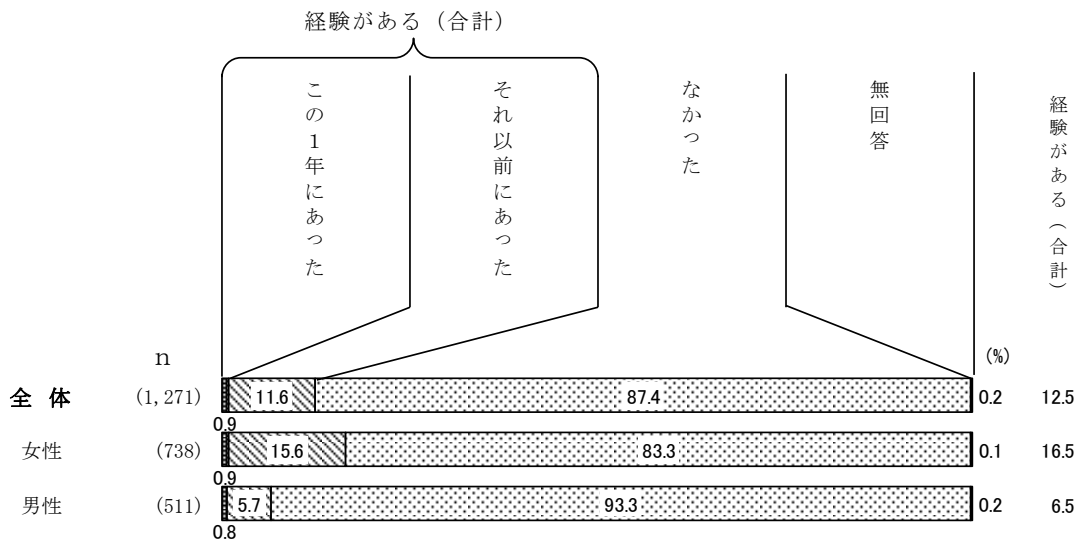 経験がある（合計）
この１年にあった
それ以前にあった
なかった
無回答
経験がある（合計）
n
(%)
全 体 (1,271) 0.9 11.6 87.4 0.2 12.5
女性 (738) 0.9 15.6 83.3 0.1 16.5
男性 (511) 0.8 5.7 93.3 0.2 6.5